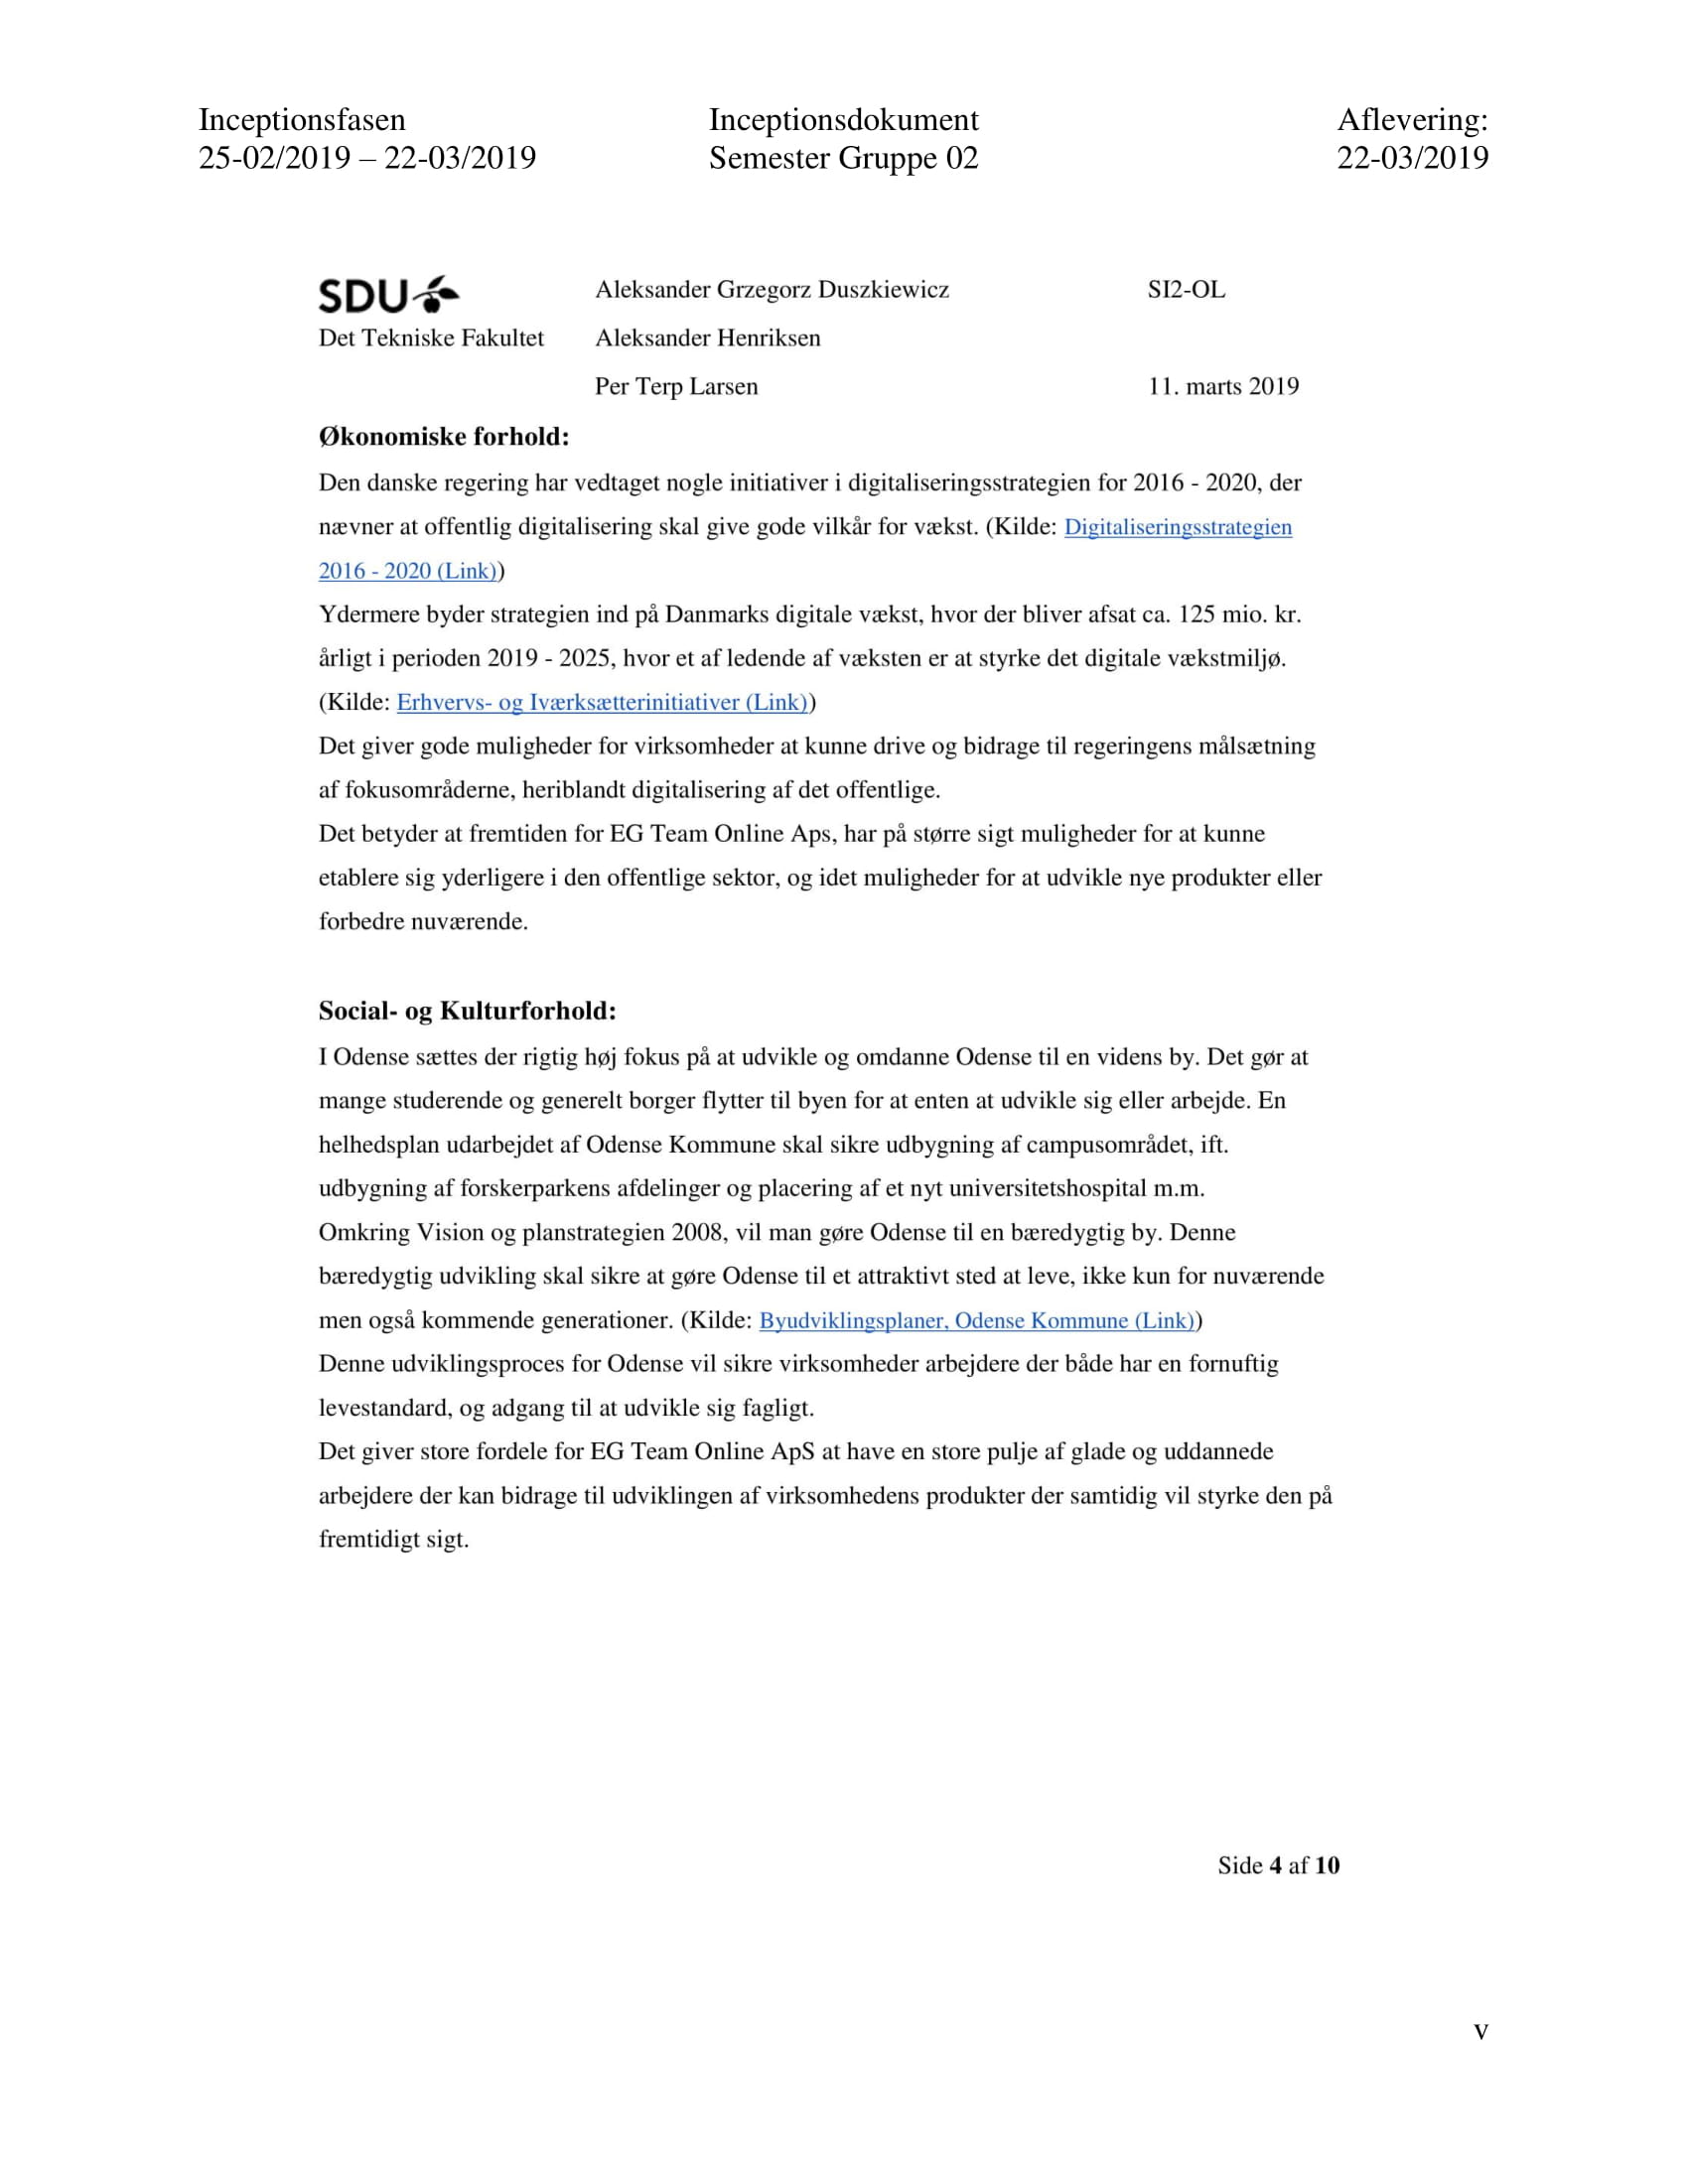 Inceptionsfasen Inceptionsdokument Aflevering:
25-02/2019 – 22-03/2019 Semester Gruppe 02 22-03/2019
SDU Aleksander Grzegorz Duszkiewicz SI2-OL
Det Tekniske Fakultet Aleksander Henriksen
Per Terp Larsen 11. marts 2019
Økonomiske forhold:
Den danske regering har vedtaget nogle initiativer i digitaliseringsstrategien for 2016 - 2020, der
nævner at offentlig digitalisering skal give gode vilkår for vækst. (Kilde: Digitaliseringsstrategien
2016 - 2020 (Link))
Ydermere byder strategien ind på Danmarks digitale vækst, hvor der bliver afsat ca. 125 mio. kr.
årligt i perioden 2019 - 2025, hvor et af ledende af væksten er at styrke det digitale vækstmiljø.
(Kilde: Erhvervs- og Iværksætterinitiativer (Link))
Det giver gode muligheder for virksomheder at kunne drive og bidrage til regeringens målsætning
af fokusområderne, heriblandt digitalisering af det offentlige.
Det betyder at fremtiden for EG Team Online Aps, har på større sigt muligheder for at kunne
etablere sig yderligere i den offentlige sektor, og idet muligheder for at udvikle nye produkter eller
forbedre nuværende.
Social- og Kulturforhold:
I Odense sættes der rigtig høj fokus på at udvikle og omdanne Odense til en videns by. Det gør at
mange studerende og generelt borger flytter til byen for at enten at udvikle sig eller arbejde. En
helhedsplan udarbejdet af Odense Kommune skal sikre udbygning af campusområdet, ift.
udbygning af forskerparkens afdelinger og placering af et nyt universitetshospital m.m.
Omkring Vision og planstrategien 2008, vil man gøre Odense til en bæredygtig by. Denne
bæredygtig udvikling skal sikre at gøre Odense til et attraktivt sted at leve, ikke kun for nuværende
men også kommende generationer. (Kilde: Byudviklingsplaner, Odense Kommune (Link))
Denne udviklingsproces for Odense vil sikre virksomheder arbejdere der både har en fornuftig
levestandard, og adgang til at udvikle sig fagligt.
Det giver store fordele for EG Team Online ApS at have en store pulje af glade og uddannede
arbejdere der kan bidrage til udviklingen af virksomhedens produkter der samtidig vil styrke den på
fremtidigt sigt.
Side 4 af 10
v